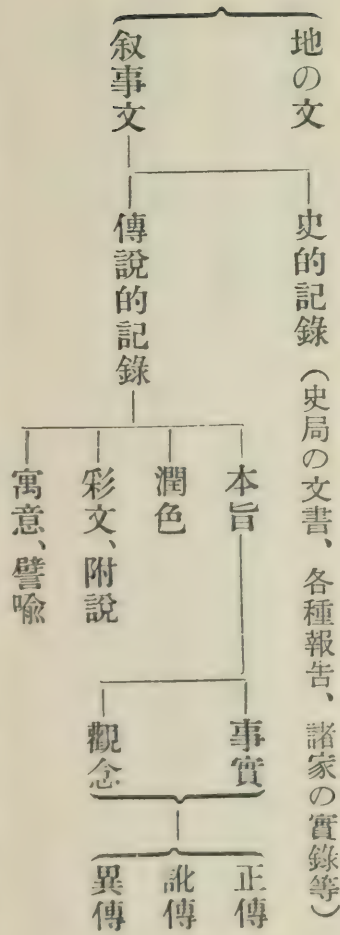 地の文
史的記錄(史局の文書、各種報告、諸家の實錄等)
叙事文
傳說的記錄
本旨
潤色
彩文、附說
寓意、譬喩
事實
觀念
正傳
訛傳
異傳